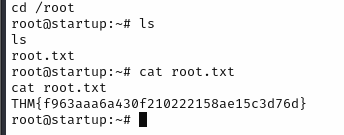 cd /root
root@startup:~# ls
ls
root.txt
root@startup:~# cat root.txt
cat root.txt
THM{f963aaa6a430f210222158ae15c3d76d}
root@startup:~#